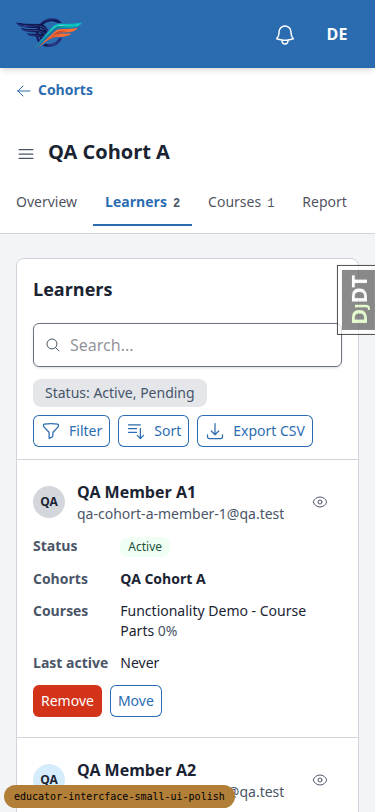 DE
Cohorts
QA Cohort A
Overview Learners 2 Courses 1 Report
DjDT
Learners
Search...
Status: Active, Pending
Filter Sort Export CSV
QA QA Member A1
qa-cohort-a-member-1@qa.test
Status Active
Cohorts QA Cohort A
Courses Functionality Demo - Course
Parts 0%
Last active Never
Remove Move
QA QA Member A2
@qa.test
educator-interface-small-ui-polish